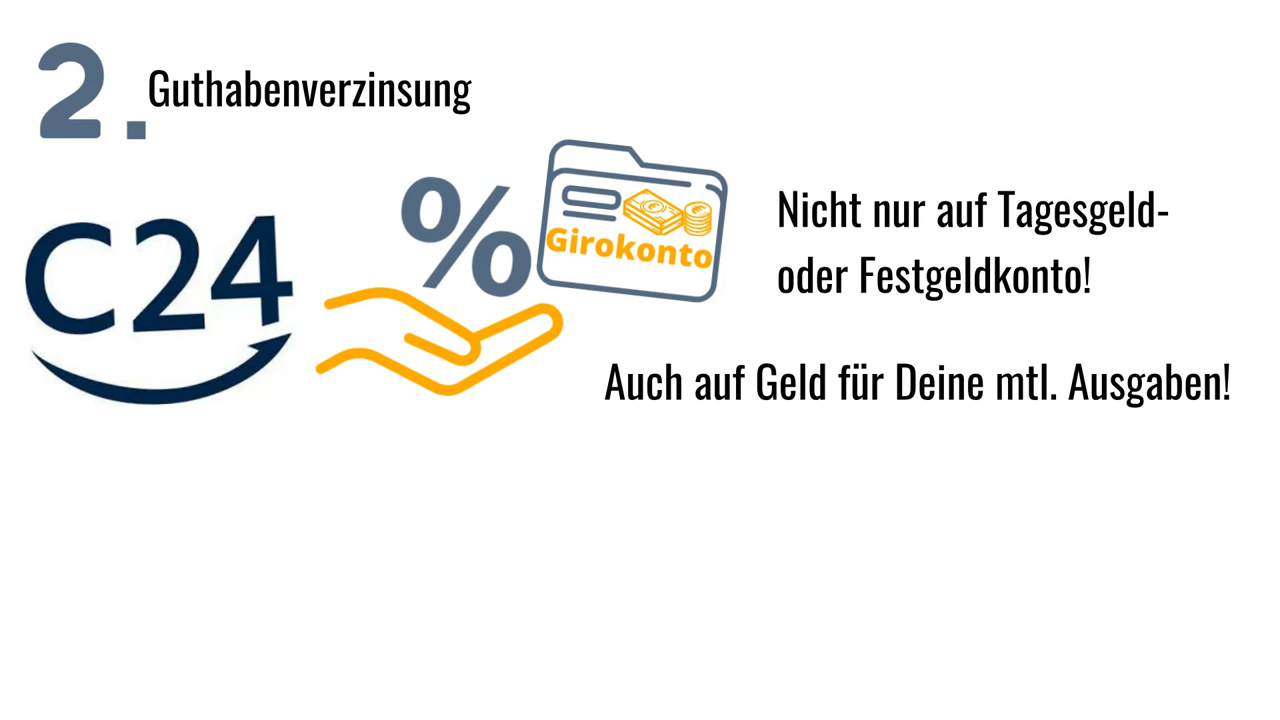 2. Guthabenverzinsung
C24
%
Girokonto
Nicht nur auf Tagesgeld-
oder Festgeldkonto!
Auch auf Geld für Deine mtl. Ausgaben!